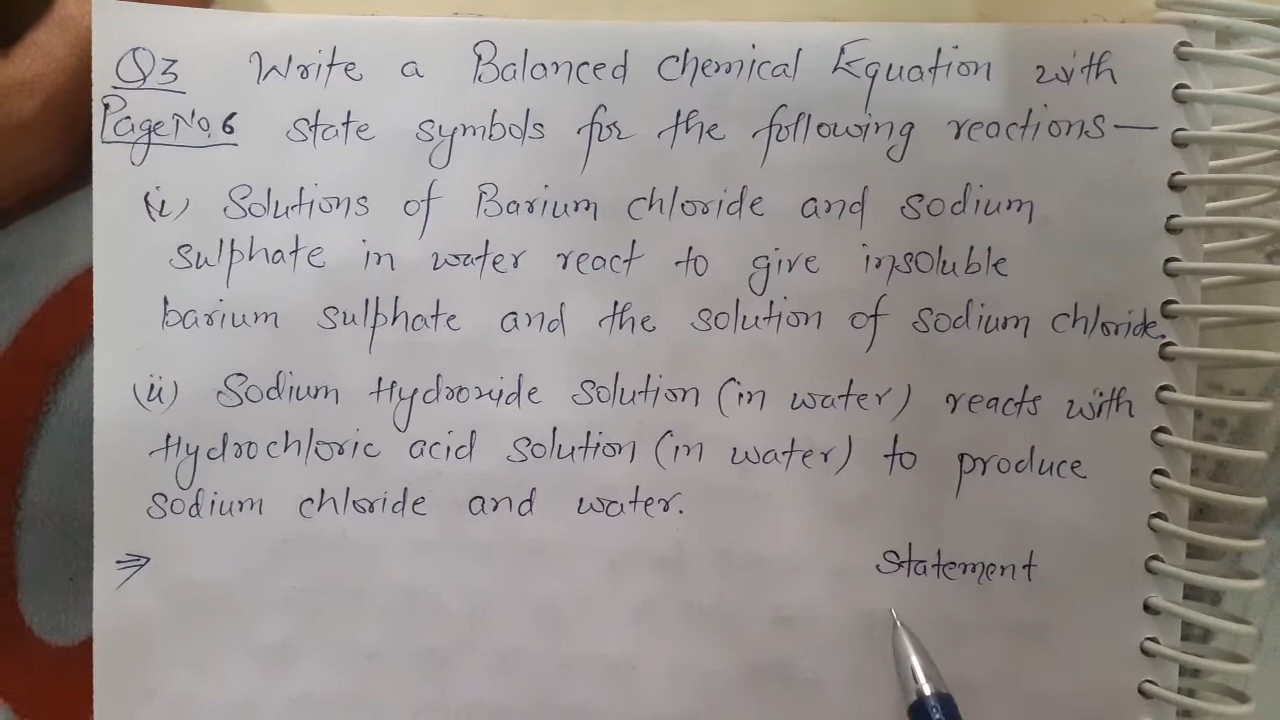 Q3 Write a Balanced Chemical Equation with
Page No. 6 state symbols for the following reactions—
(i) Solutions of Barium chloride and sodium
sulphate in water react to give insoluble
barium sulphate and the solution of sodium chloride.
(ii) Sodium Hydroxide solution (in water) reacts with
Hydrochloric acid solution (in water) to produce
sodium chloride and water.
⇒ Statement